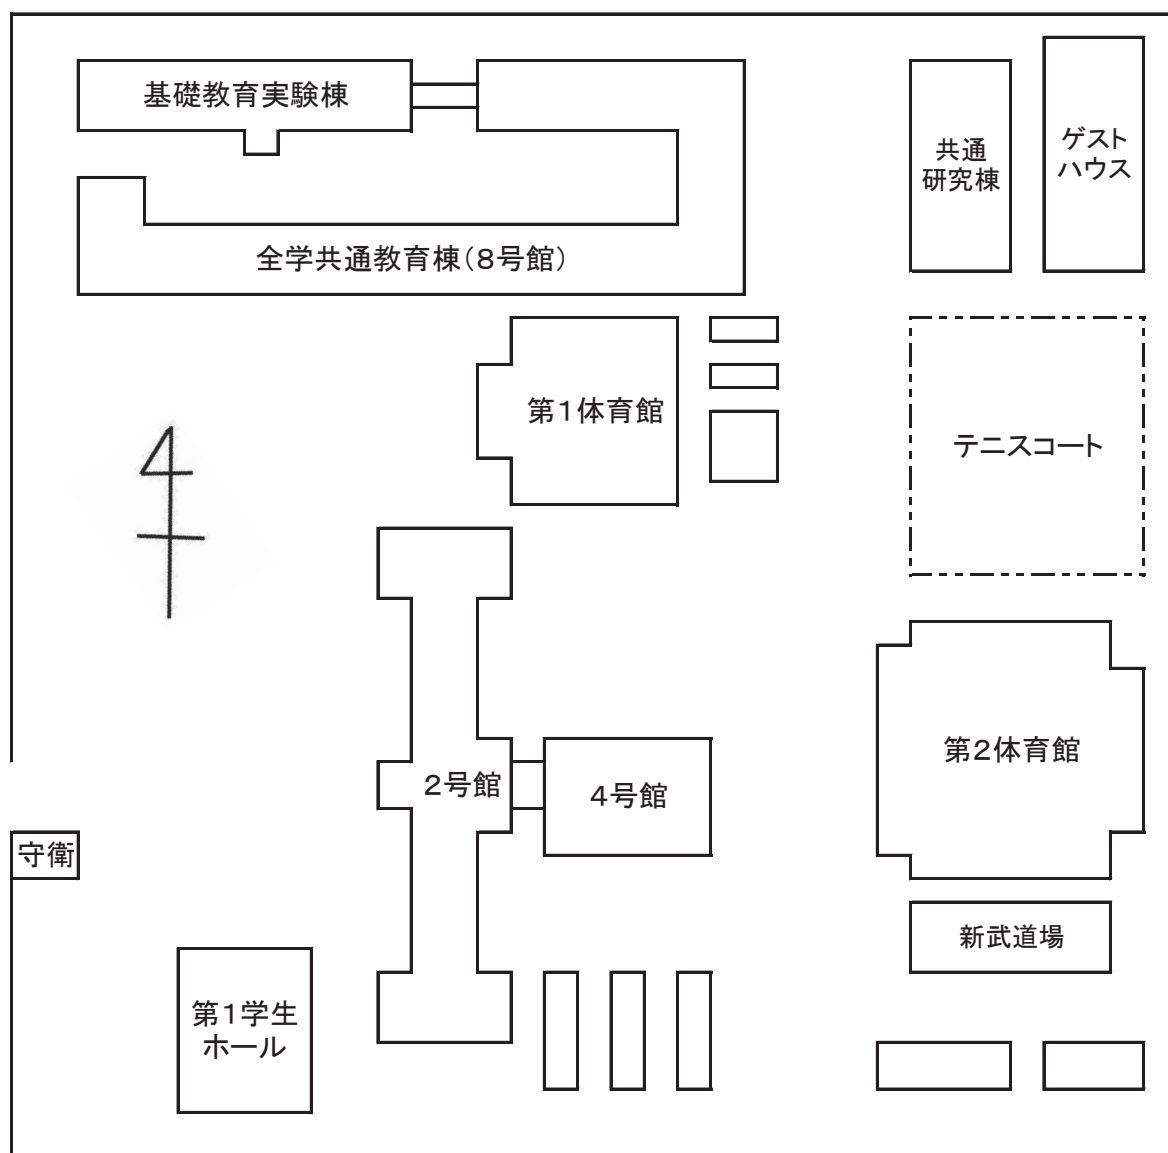 基礎教育実験棟
共通
研究棟
ゲスト
ハウス
全学共通教育棟(8号館)
第1体育館
テニスコート
2号館
4号館
第2体育館
守衛
新武道場
第1学生
ホール